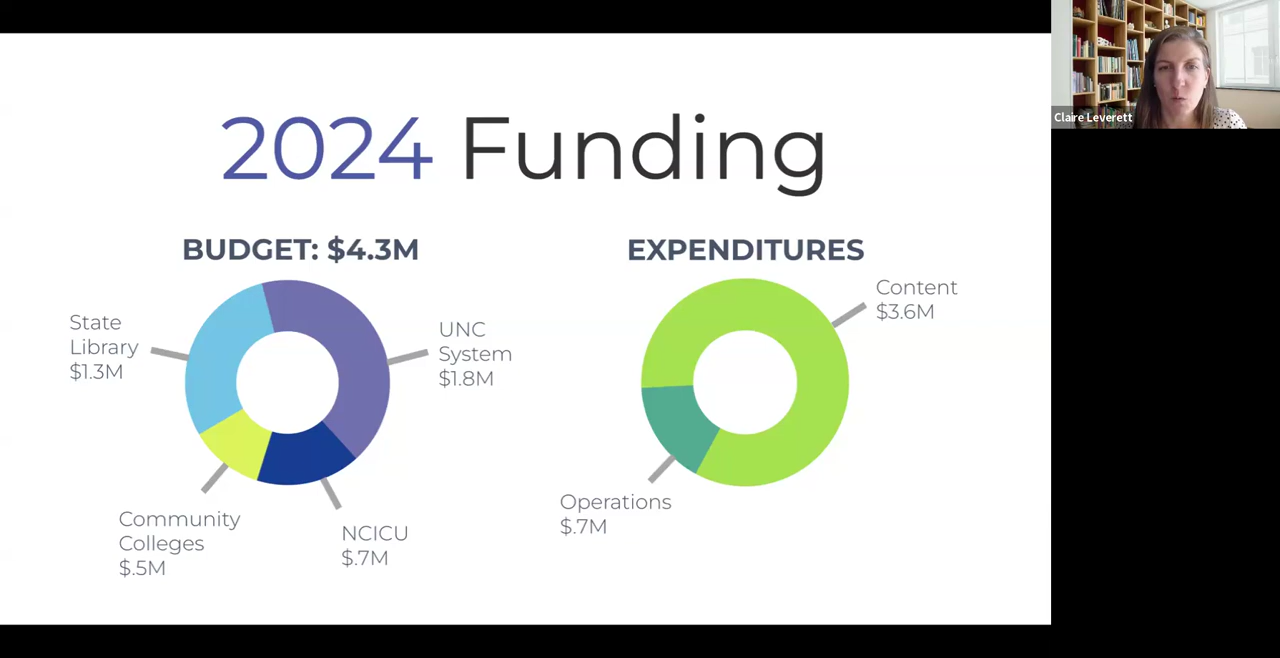 2024 Funding
BUDGET: $4.3M
State
Library
$1.3M
UNC
System
$1.8M
Community
Colleges
$.5M
NCICU
$.7M
EXPENDITURES
Content
$3.6M
Operations
$.7M
Claire Leverett